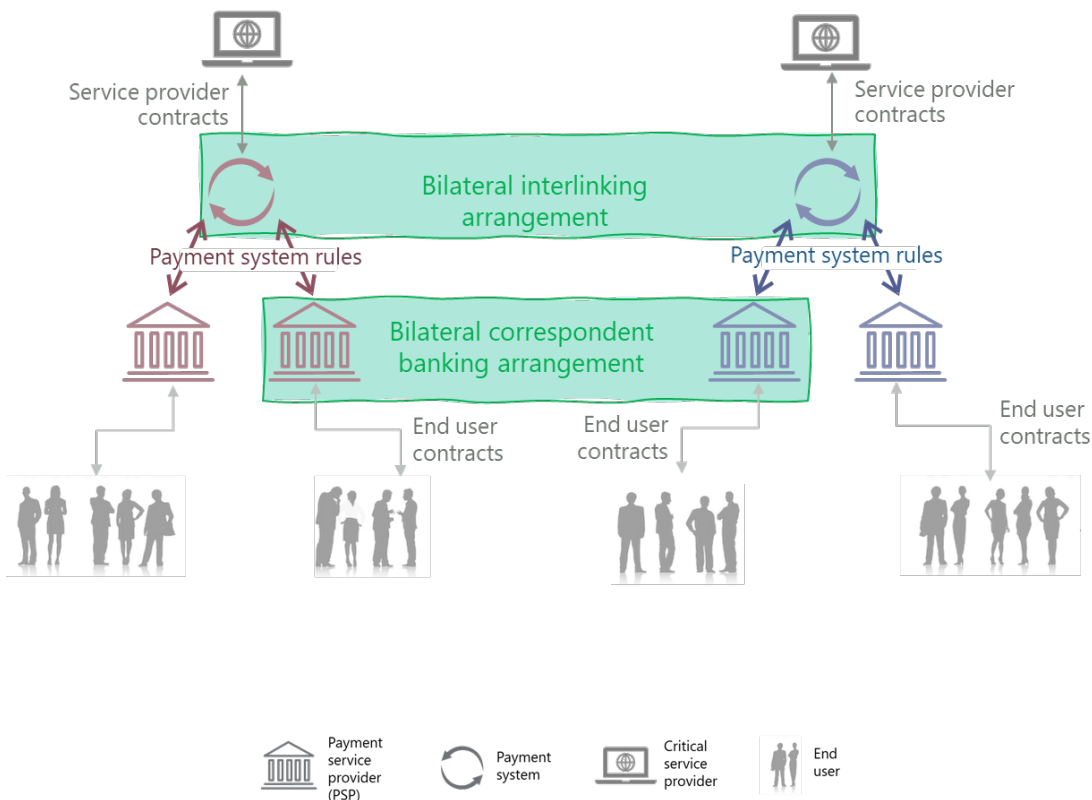 Service provider
contracts
Service provider
contracts
Bilateral interlinking
arrangement
Payment system rules
Payment system rules
Bilateral correspondent
banking arrangement
End user
contracts
End user
contracts
End user
contracts
Payment
service
provider
(PSP)
Payment
system
Critical
service
provider
End
user